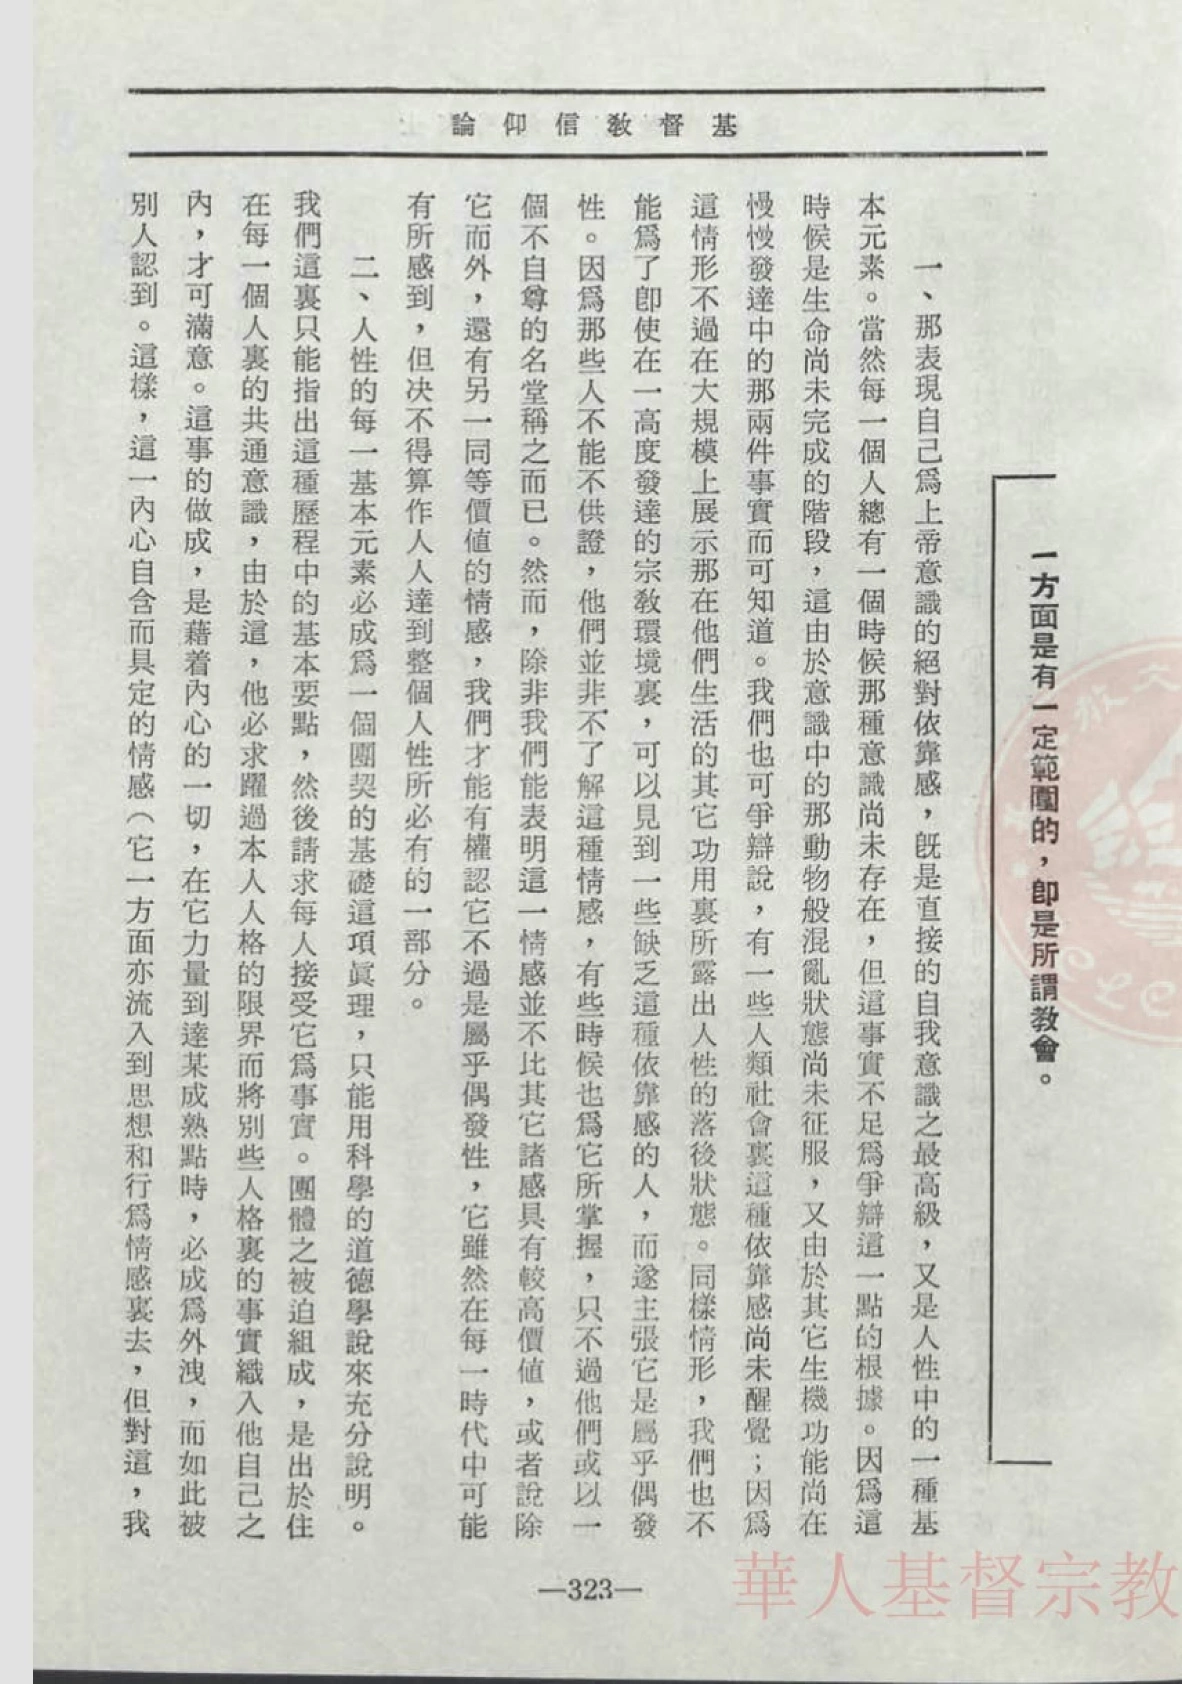 基督教信仰論
一方面是有一定範圍的，卽是所謂教會。
一、那表現自己爲上帝意識的絕對依靠感，旣是直接的自我意識之最高級，又是人性中的一種基
本元素。當然每一個人總有一個時候那種意識尚未存在，但這事實不足爲爭辯這一點的根據。因爲這
時候是生命尚未完成的階段，這由於意識中的那動物般混亂狀態尚未征服，又由於其它生機功能尚在
慢慢發達中的那兩件事實而可知道。我們也可爭辯說，有一些人類社會裏這種依靠感尚未醒覺；因爲
這情形不過在大規模上展示那在他們生活的其它功用裏所露出人性的落後狀態。同樣情形，我們也不
能爲了卽使在一高度發達的宗教環境裏，可以見到一些缺乏這種依靠感的人，而遂主張它是屬乎偶發
性。因爲那些人不能不供證，他們並非不了解這種情感，有些時候也爲它所掌握，只不過他們或以一
個不自尊的名堂稱之而已。然而，除非我們能表明這一情感並不比其它諸感具有較高價値，或者說除
它而外，還有另一同等價値的情感，我們才能有權認它不過是屬乎偶發性，它雖然在每一時代中可能
有所感到，但决不得算作人人達到整個人性所必有的一部分。
二、人性的每一基本元素必成爲一個團契的基礎這項眞理，只能用科學的道德學說來充分說明。
我們這裏只能指出這種歷程中的基本要點，然後請求每人接受它爲事實。團體之被迫組成，是出於住
在每一個人裏的共通意識，由於這，他必求躍過本人人格的限界而將別些人格裏的事實織入他自己之
內，才可滿意。這事的做成，是藉着內心的一切，在它力量到達某成熟點時，必成爲外洩，而如此被
別人認到。這樣，這一內心自含而具定的情感（它一方面亦流入到思想和行爲情感裏去，但對這，我
—323—
華人基督宗教